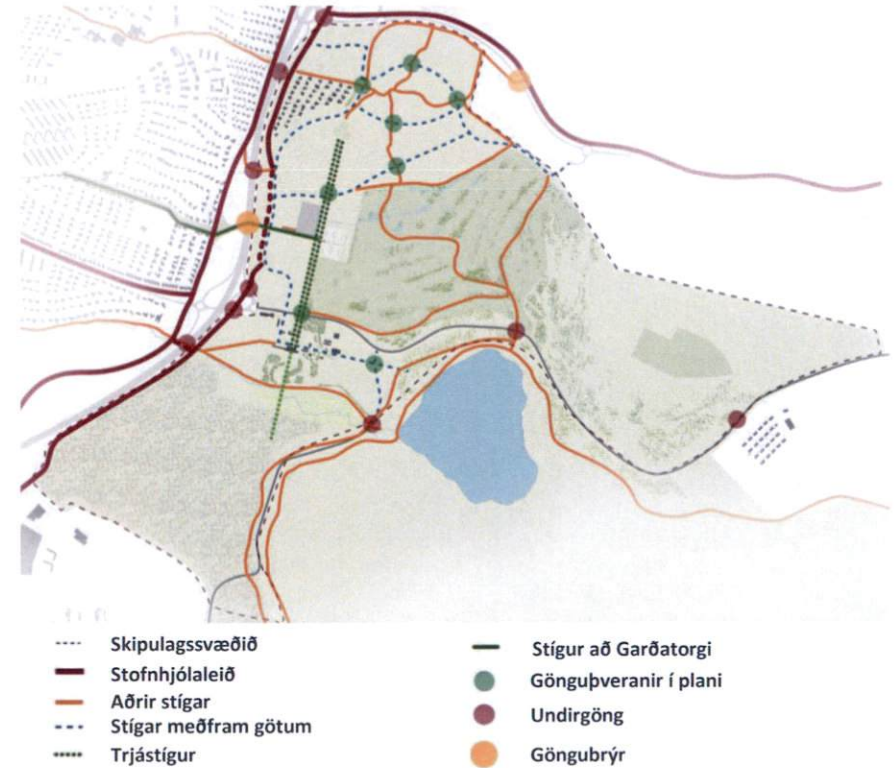 Skipulagssvæðið
Stofnhjólaleið
Aðrir stígar
Stígar meðfram götum
Trjástígur
Stígur að Garðatorgi
Gönguþveranir í plani
Undirgöng
Göngubrýr